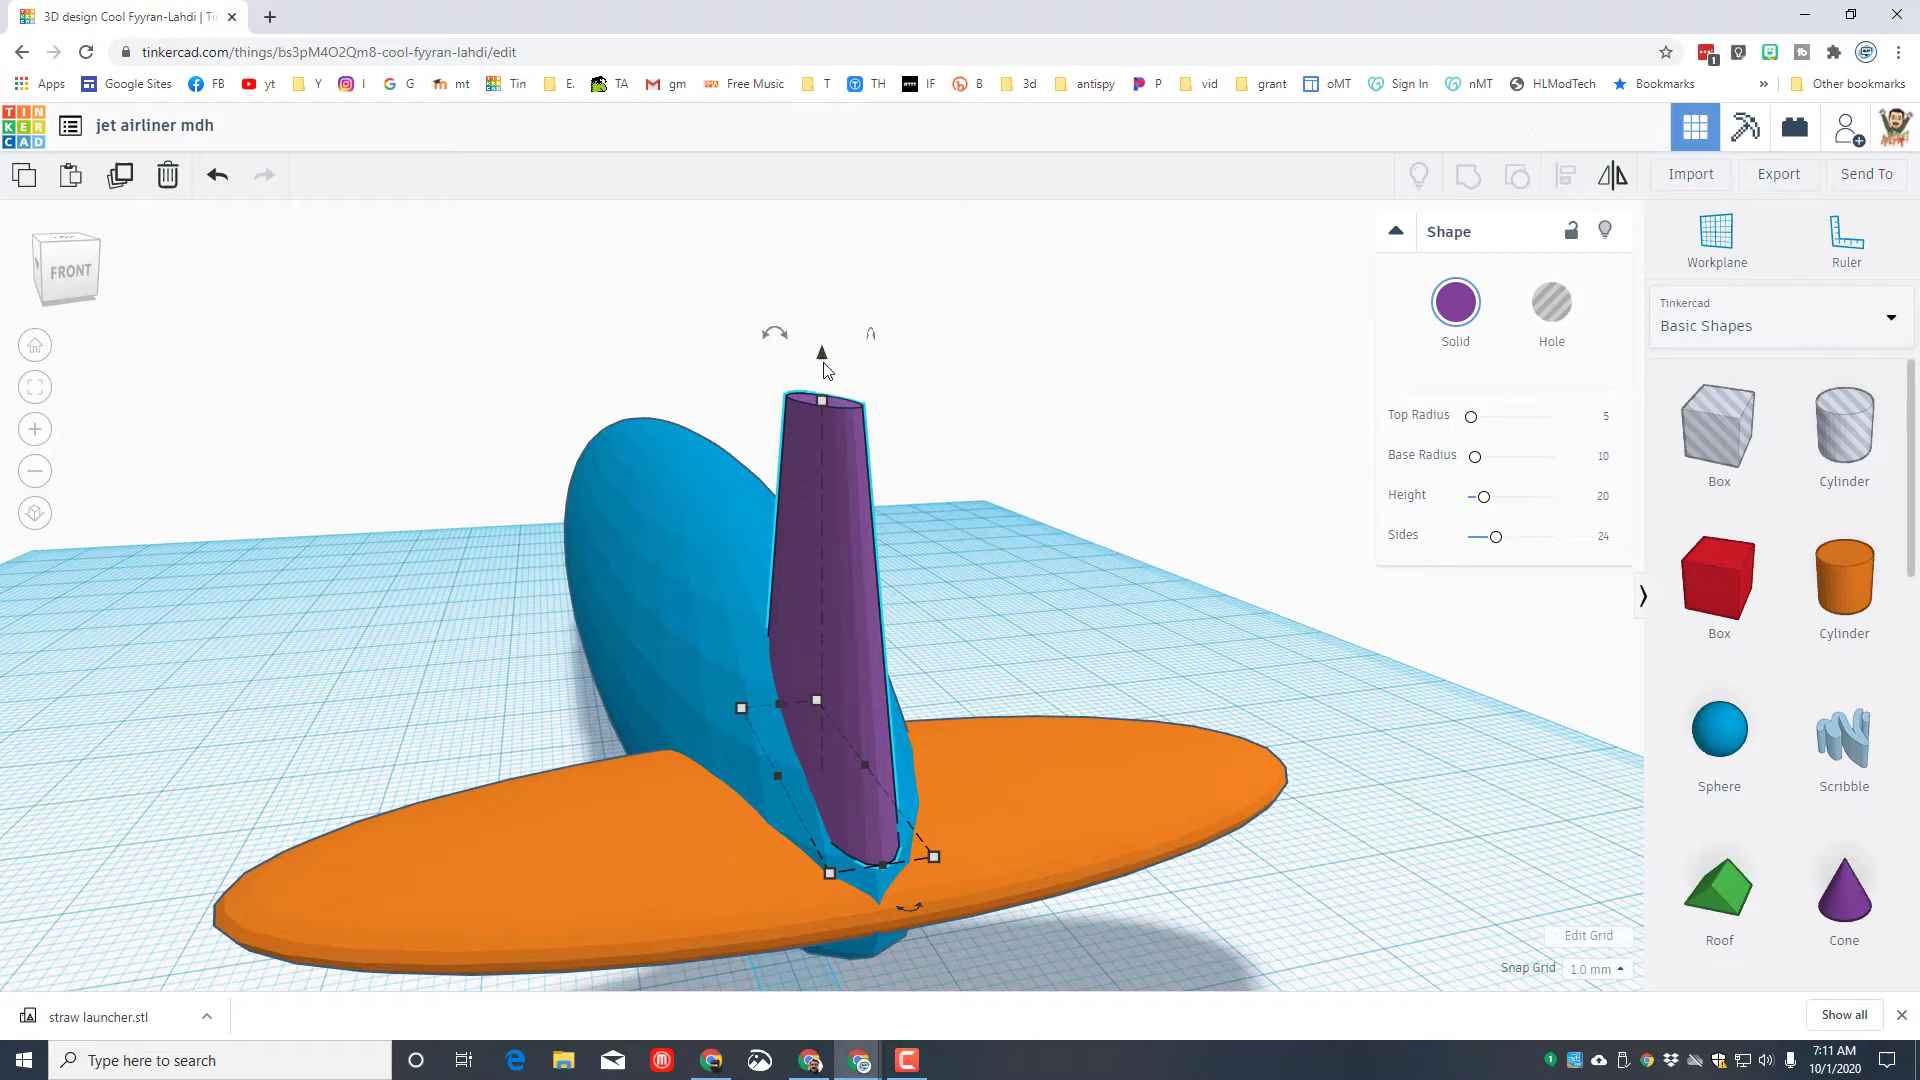 3D design Cool Fyyran-Lahdi | Tin
tinkercad.com/things/bs3pM4O2Qm8-cool-fyyran-lahdi/edit
1
Apps Google Sites FB yt Y I G mt Tin E. TA gm Free Music T TH IF B 3d antispy P vid grant oMT Sign In nMT HLModTech Bookmarks » Other bookmarks
TIN
KER
CAD
jet airliner mdh
Import Export Send To
FRONT
Shape
Solid Hole
Top Radius 5
Base Radius 10
Height 20
Sides 24
Workplane Ruler
Tinkercad
Basic Shapes
Box Cylinder
Box Cylinder
Sphere Scribble
Roof Cone
Edit Grid
Snap Grid 1.0 mm
straw launcher.stl
Show all
Type here to search
7:11 AM
10/1/2020